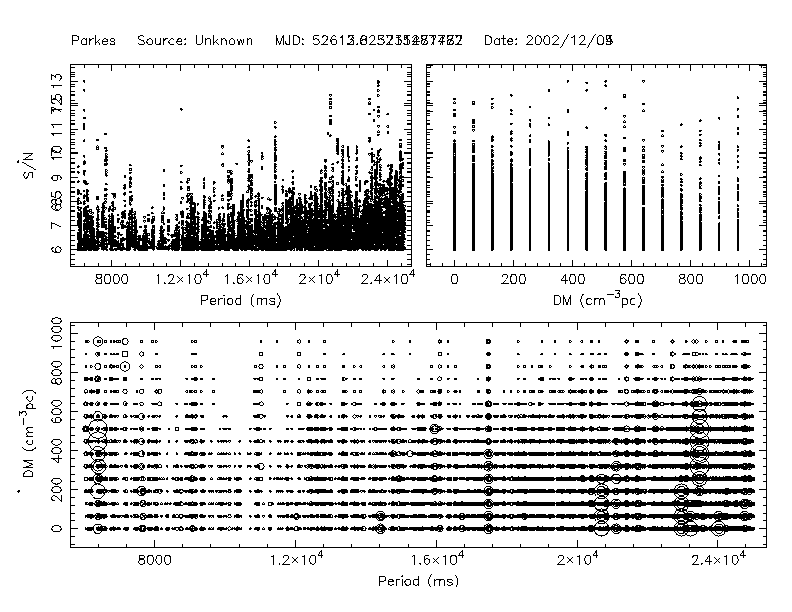 Parkes Source: Unknown MJD: Date: 2002/12/
S/N
6 7 8 9 10 11 13
8000 1.2×10⁴ 1.6×10⁴ 2×10⁴ 2.4×10⁴
Period (ms)
0 200 400 600 800 1000
DM (cm⁻³pc)
DM (cm⁻³pc)
0 200 400 600 800 1000
8000 1.2×10⁴ 1.6×10⁴ 2×10⁴ 2.4×10⁴
Period (ms)